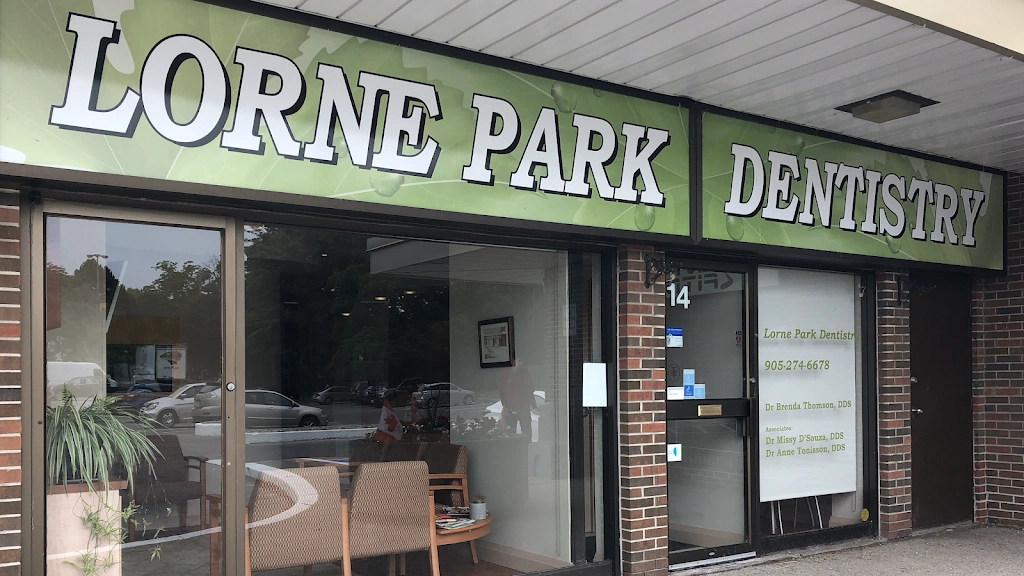 LORNE PARK
DENTISTRY
14
Lorne Park Dentistr
905-274-6678
Dr Brenda Thomson, DDS
Associates:
Dr Missy D'Souza, DDS
Dr Anne Tonisson, DDS